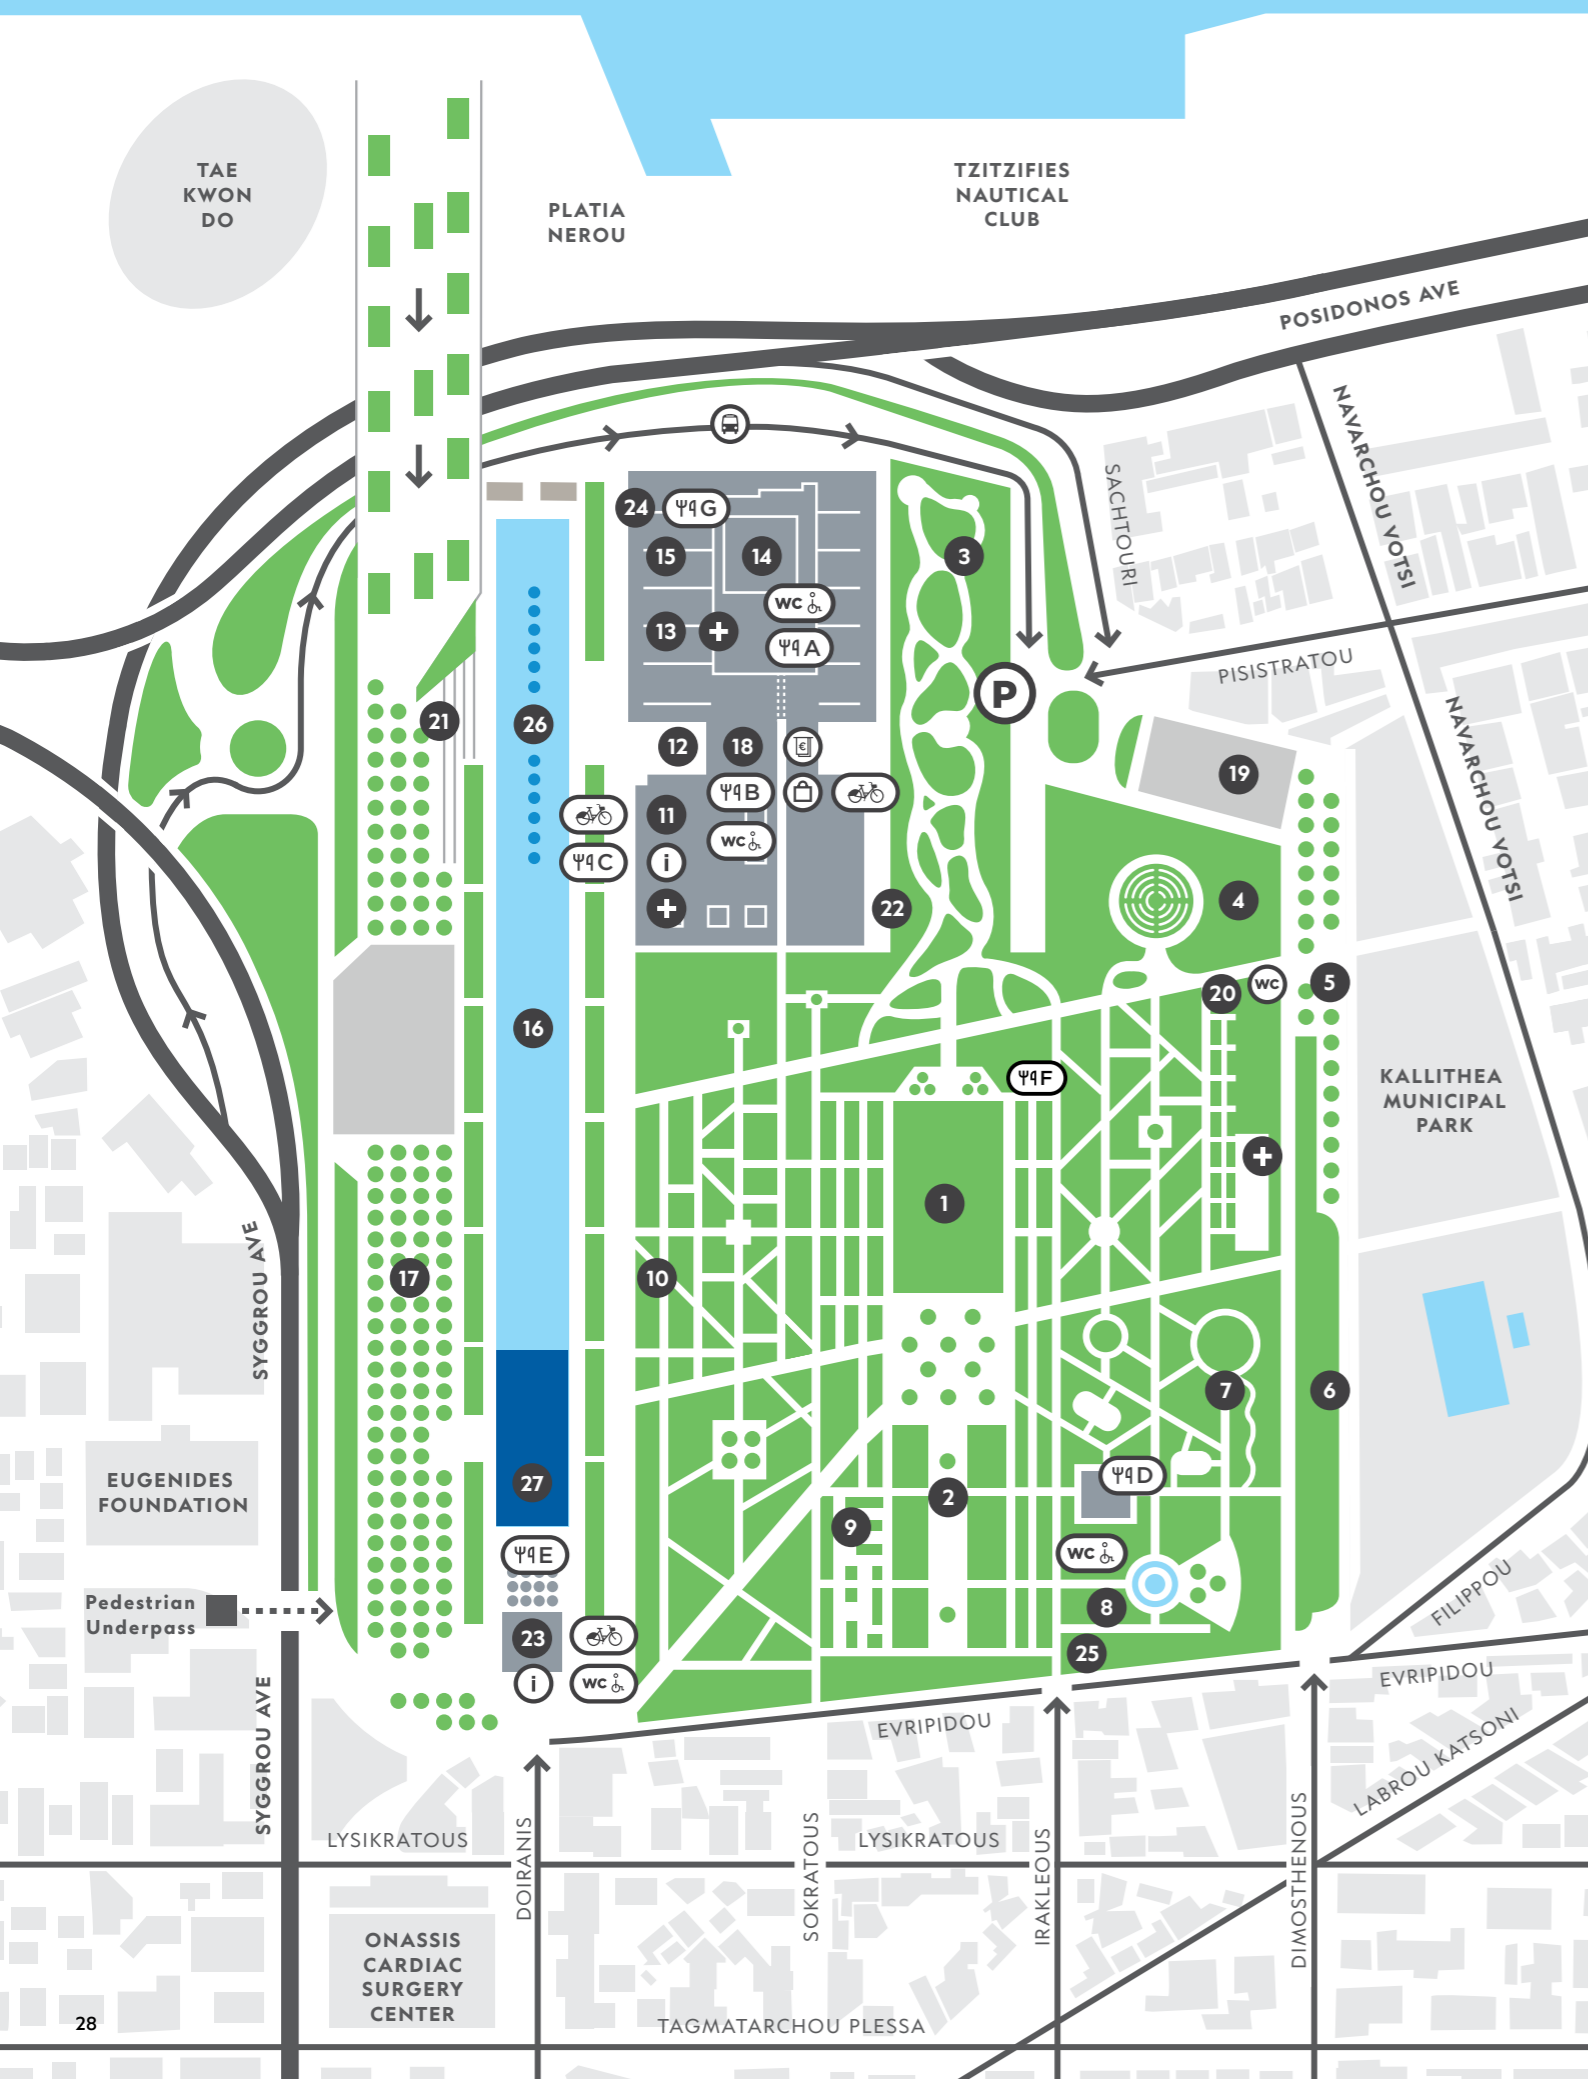 TAE
KWON
DO
PLATIA
NEROU
TZITZIFIES
NAUTICAL
CLUB
POSIDONOS AVE
NAVARCHOU VOTSI
SACHTOURI
24
G
15
14
3
WC
13
A
PISISTRATOU
P
NAVARCHOU VOTSI
21
26
12
18
€
19
B
11
WC
C
i
4
22
5
20
WC
16
F
KALLITHEA
MUNICIPAL
PARK
1
SYGGROU AVE
17
10
7
6
EUGENIDES
FOUNDATION
27
D
2
9
E
WC
Pedestrian
Underpass
8
FILIPPOU
23
25
i
WC
EVRIPIDOU
EVRIPIDOU
SYGGROU AVE
LABROU KATSONI
LYSIKRATOUS
LYSIKRATOUS
DOIRANIS
SOKRATOUS
IRAKLEOUS
DIMOSTHENOUS
ONASSIS
CARDIAC
SURGERY
CENTER
28
TAGMATARCHOU PLESSA